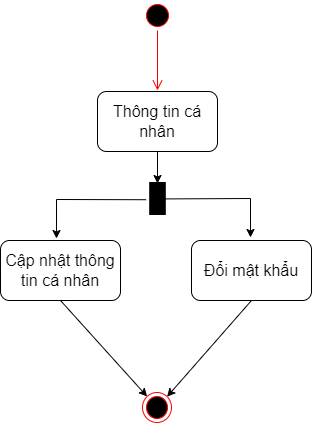 Thông tin cá
nhân
Cập nhật thông
tin cá nhân
Đổi mật khẩu